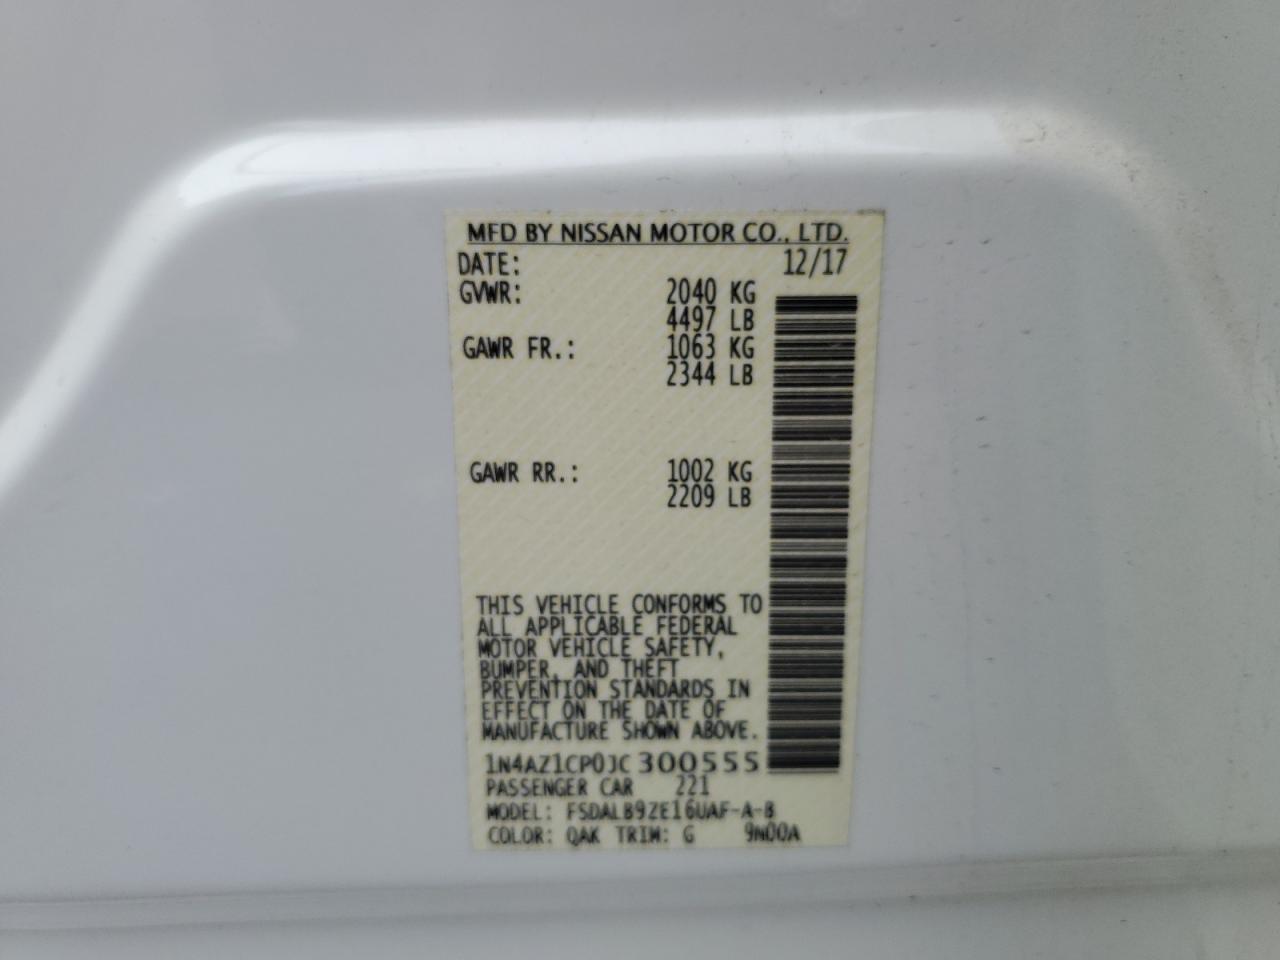 MFD BY NISSAN MOTOR CO., LTD.
DATE: 12/17
GVWR: 2040 KG
4497 LB
GAWR FR.: 1063 KG
2344 LB
GAWR RR.: 1002 KG
2209 LB
THIS VEHICLE CONFORMS TO
ALL APPLICABLE FEDERAL
MOTOR VEHICLE SAFETY,
BUMPER, AND THEFT
PREVENTION STANDARDS IN
EFFECT ON THE DATE OF
MANUFACTURE SHOWN ABOVE.
1N4AZ1CP0JC300555
PASSENGER CAR 221
MODEL: FSDALB9ZE16UAF-A-B
COLOR: QAK TRIM: G 9N00A